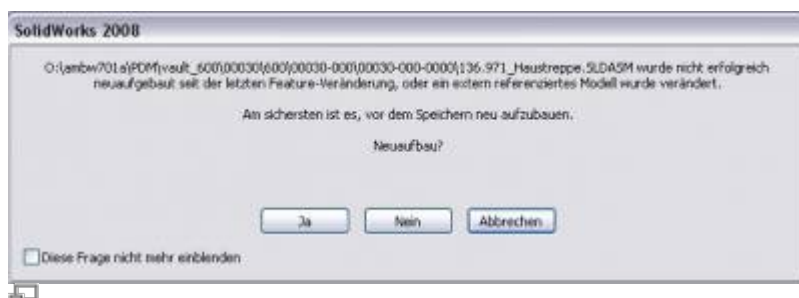 SolidWorks 2008
O:\ambw701a\PDM\vault_600\00030\600\00030-000\00030-000-0000\136.971_Haustreppe.SLDASM wurde nicht erfolgreich
neuaufgebaut seit der letzten Feature-Veränderung, oder ein extern referenziertes Modell wurde verändert.
Am sichersten ist es, vor dem Speichern neu aufzubauen.
Neuaufbau?
Ja Nein Abbrechen
Diese Frage nicht mehr einblenden